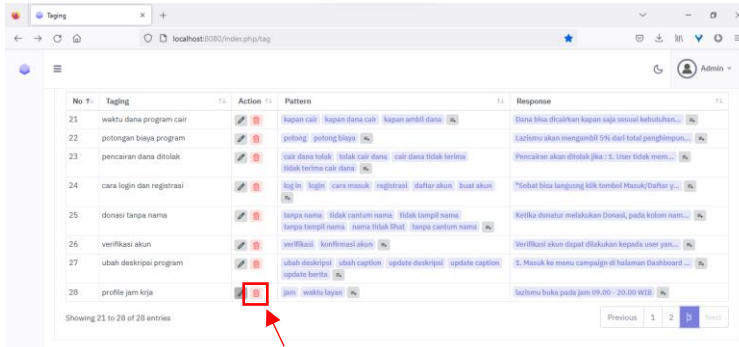 Taging
localhost:8080/index.php/tag
Admin
No Taging Action Pattern Response
21 waktu dana program cair kapan cair kapan dana cair kapan ambil dana Dana bisa dicairkan kapan saja sesuai kebutuhan...
22 potongan biaya program potong potong biaya Lazismu akan mengambil 5% dari total penghimpun...
23 pencairan dana ditolak cair dana tolak tolak cair dana cair dana tidak terima Pencairan akan ditolak jika : 1. User tidak mem...
tidak terima cair dana
24 cara login dan registrasi log in login cara masuk registrasi daftar akun buat akun "Sobat bisa langusng klik tombol Masuk/Daftar y...
25 donasi tanpa nama tanpa nama tidak cantum nama tidak tampil nama Ketika donatur melakukan Donasi, pada kolom nam...
tanpa tampil nama nama tidak lihat tanpa cantum nama
26 verifikasi akun verifikasi konfirmasi akun Verifikasi akun dapat dilakukan kepada user yan...
27 ubah deskripsi program ubah deskripsi ubah caption update deskripsi update caption 1. Masuk ke menu campaign di halaman Dashboard ...
update berita
28 profile jam krja jam waktu layan lazismu buka pada jam 09.00 - 20.00 WIB
Showing 21 to 28 of 28 entries
Previous 1 2 3 Next